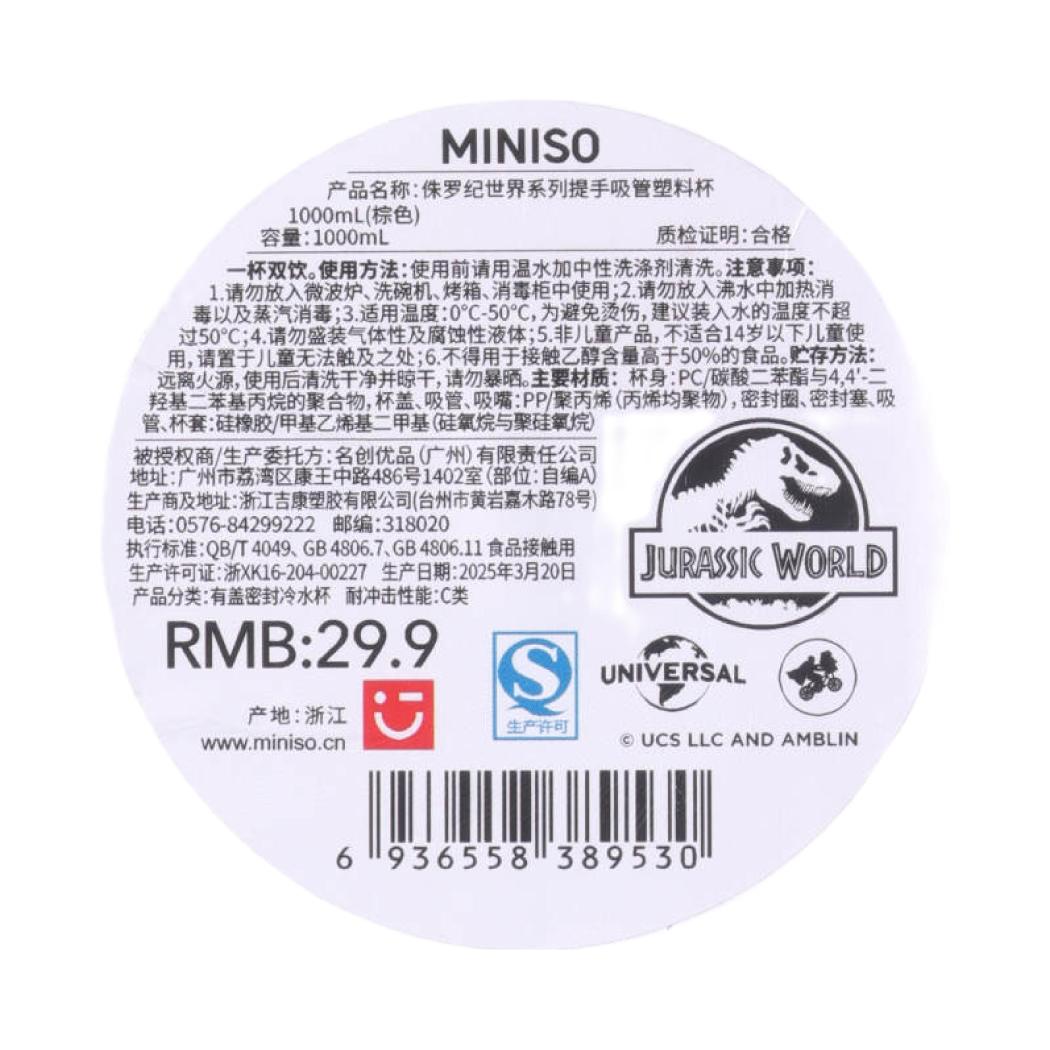 MINISO
产品名称:侏罗纪世界系列提手吸管塑料杯
1000mL(棕色)
容量:1000mL 质检证明:合格
一杯双饮。使用方法:使用前请用温水加中性洗涤剂清洗。注意事项:
1.请勿放入微波炉、洗碗机、烤箱、消毒柜中使用;2.请勿放入沸水中加热消
毒以及蒸汽消毒;3.适用温度:0°C-50°C,为避免烫伤,建议装入水的温度不超
过50°C;4.请勿盛装气体性及腐蚀性液体;5.非儿童产品,不适合14岁以下儿童使
用,请置于儿童无法触及之处;6.不得用于接触乙醇含量高于50%的食品。贮存方法:
远离火源,使用后清洗干净并晾干,请勿暴晒。主要材质:杯身:PC/碳酸二苯酯与4,4'-二
羟基二苯基丙烷的聚合物,杯盖、吸管、吸嘴:PP/聚丙烯(丙烯均聚物),密封圈、密封塞、吸
管、杯套:硅橡胶/甲基乙烯基二甲基(硅氧烷与聚硅氧烷)
被授权商/生产委托方:名创优品(广州)有限责任公司
地址:广州市荔湾区康王中路486号1402室(部位:自编A)
生产商及地址:浙江吉康塑胶有限公司(台州市黄岩嘉木路78号)
电话:0576-84299222 邮编:318020
执行标准:QB/T 4049、GB 4806.7、GB 4806.11 食品接触用
生产许可证:浙XK16-204-00227 生产日期:2025年3月20日
产品分类:有盖密封冷水杯 耐冲击性能:C类
JURASSIC WORLD
RMB:29.9
生产许可
UNIVERSAL
产地:浙江
www.miniso.cn
© UCS LLC AND AMBLIN
6 936558 389530